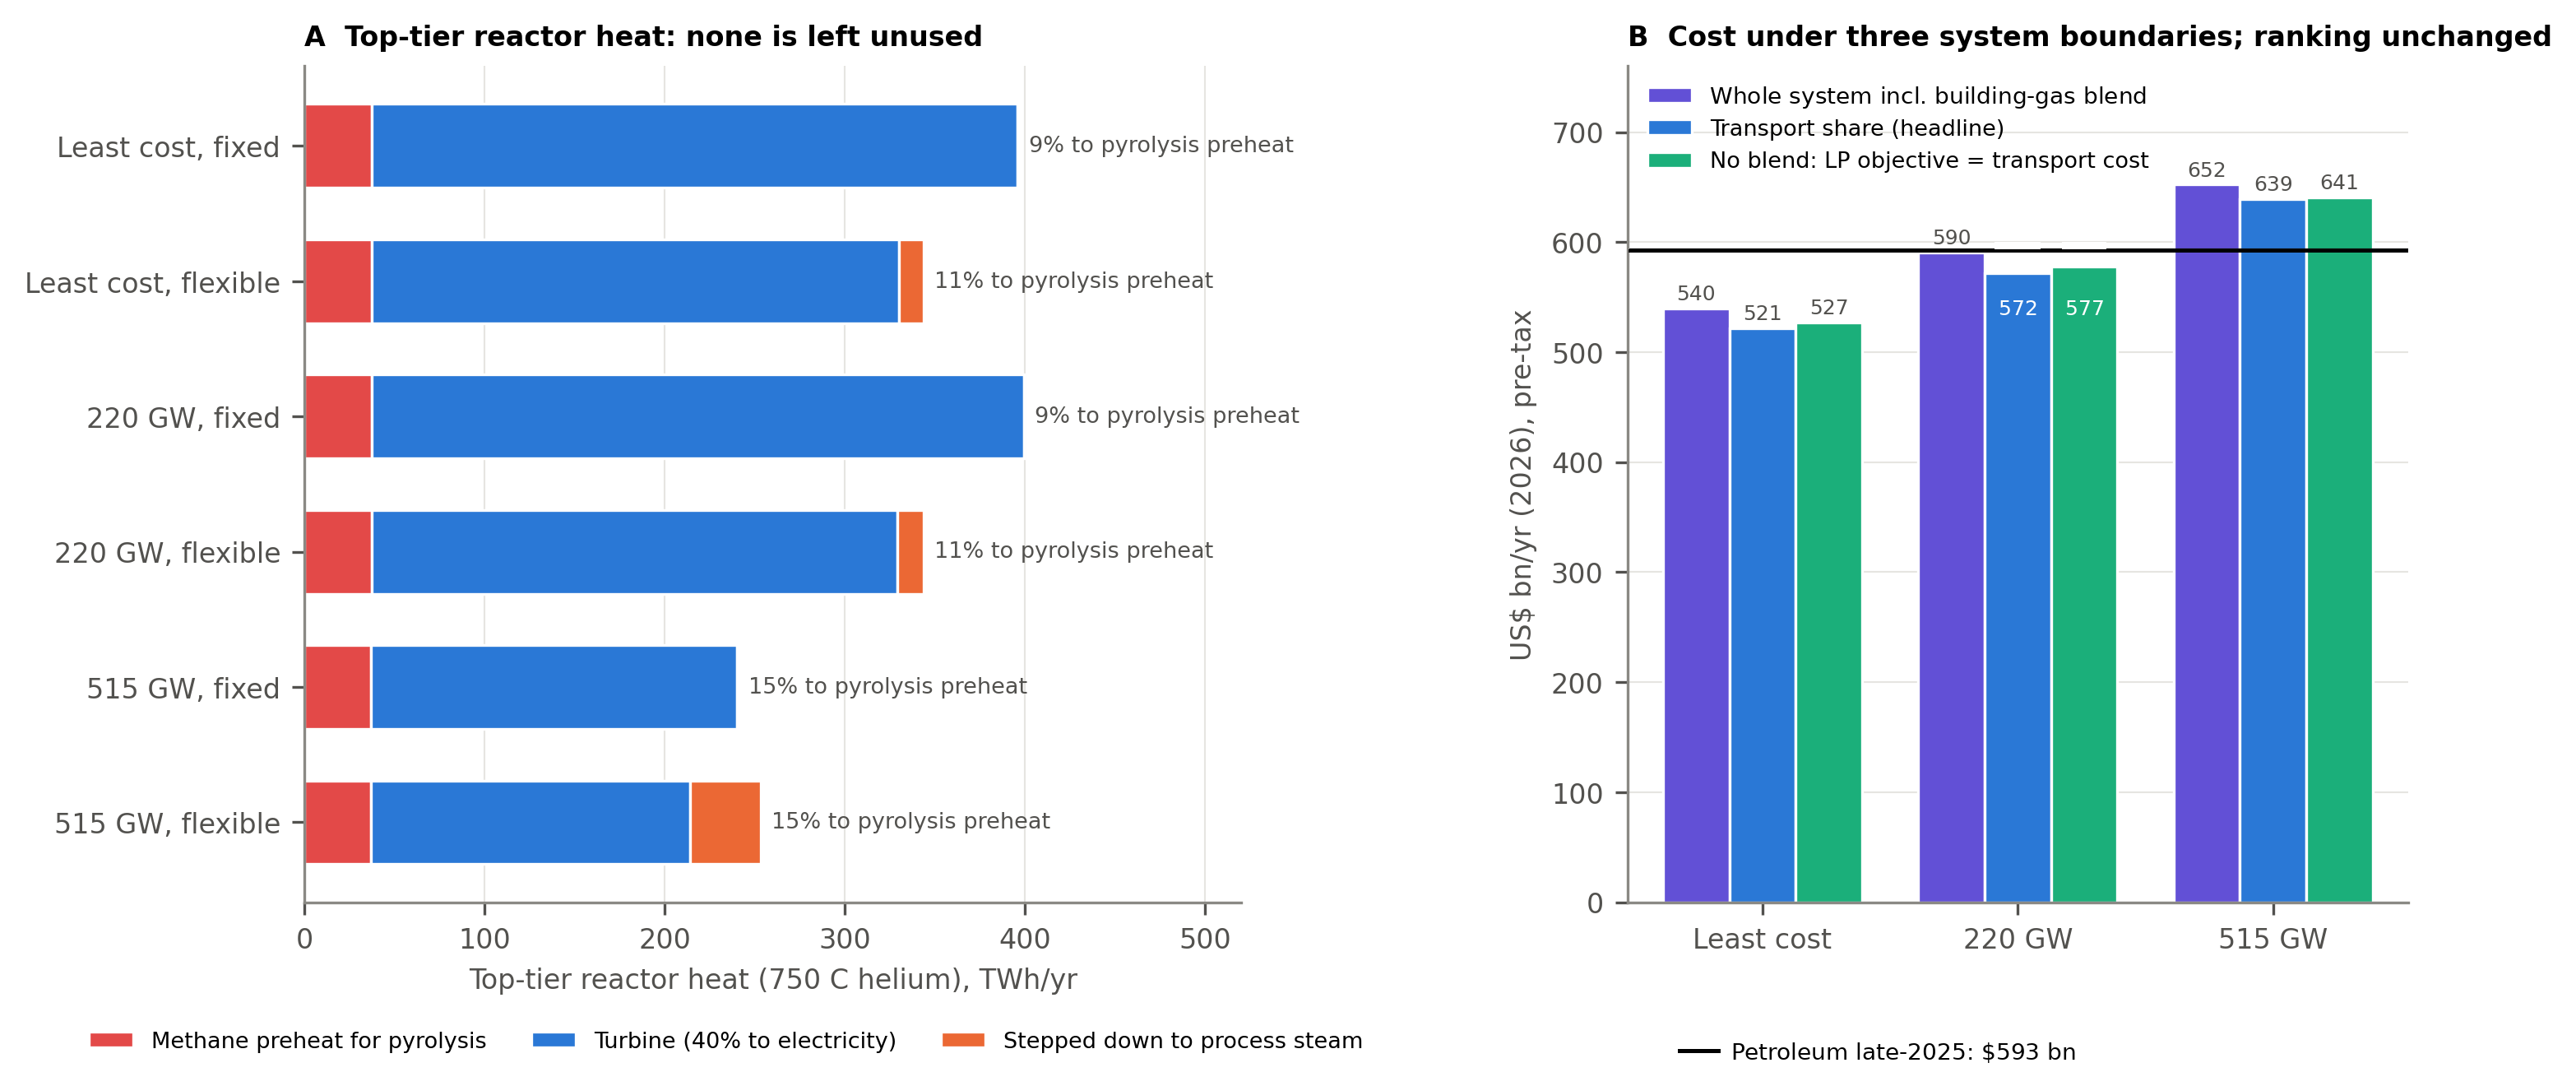 A Top-tier reactor heat: none is left unused
Least cost, fixed
9% to pyrolysis preheat
Least cost, flexible
11% to pyrolysis preheat
220 GW, fixed
9% to pyrolysis preheat
220 GW, flexible
11% to pyrolysis preheat
515 GW, fixed
15% to pyrolysis preheat
515 GW, flexible
15% to pyrolysis preheat
0 100 200 300 400 500
Top-tier reactor heat (750 C helium), TWh/yr
Methane preheat for pyrolysis
Turbine (40% to electricity)
Stepped down to process steam
B Cost under three system boundaries; ranking unchanged
Whole system incl. building-gas blend
Transport share (headline)
No blend: LP objective = transport cost
US$ bn/yr (2026), pre-tax
700
600
500
400
300
200
100
0
540 521 527
590 572 577
652 639 641
Least cost 220 GW 515 GW
Petroleum late-2025: $593 bn